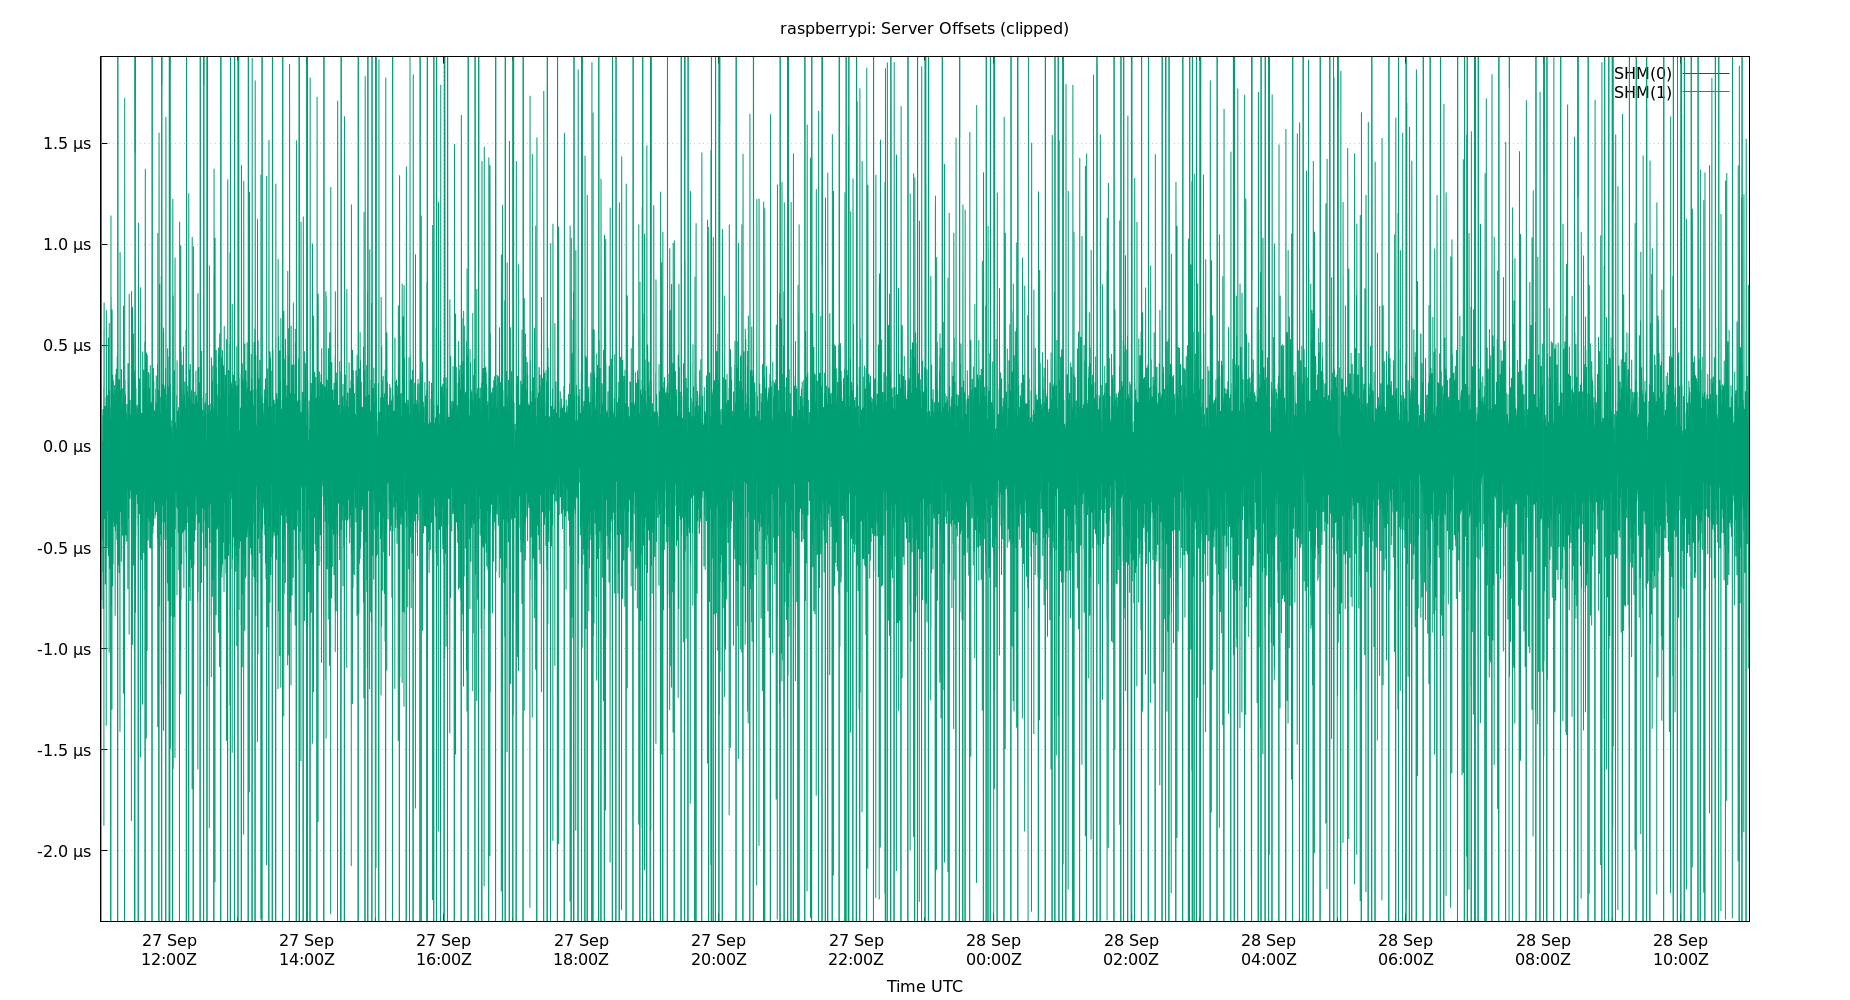 raspberrypi: Server Offsets (clipped)
SHM(0)
SHM(1)
1.5 µs
1.0 µs
0.5 µs
0.0 µs
-0.5 µs
-1.0 µs
-1.5 µs
-2.0 µs
27 Sep 27 Sep 27 Sep 27 Sep 27 Sep 27 Sep 28 Sep 28 Sep 28 Sep 28 Sep 28 Sep 28 Sep
12:00Z 14:00Z 16:00Z 18:00Z 20:00Z 22:00Z 00:00Z 02:00Z 04:00Z 06:00Z 08:00Z 10:00Z
Time UTC